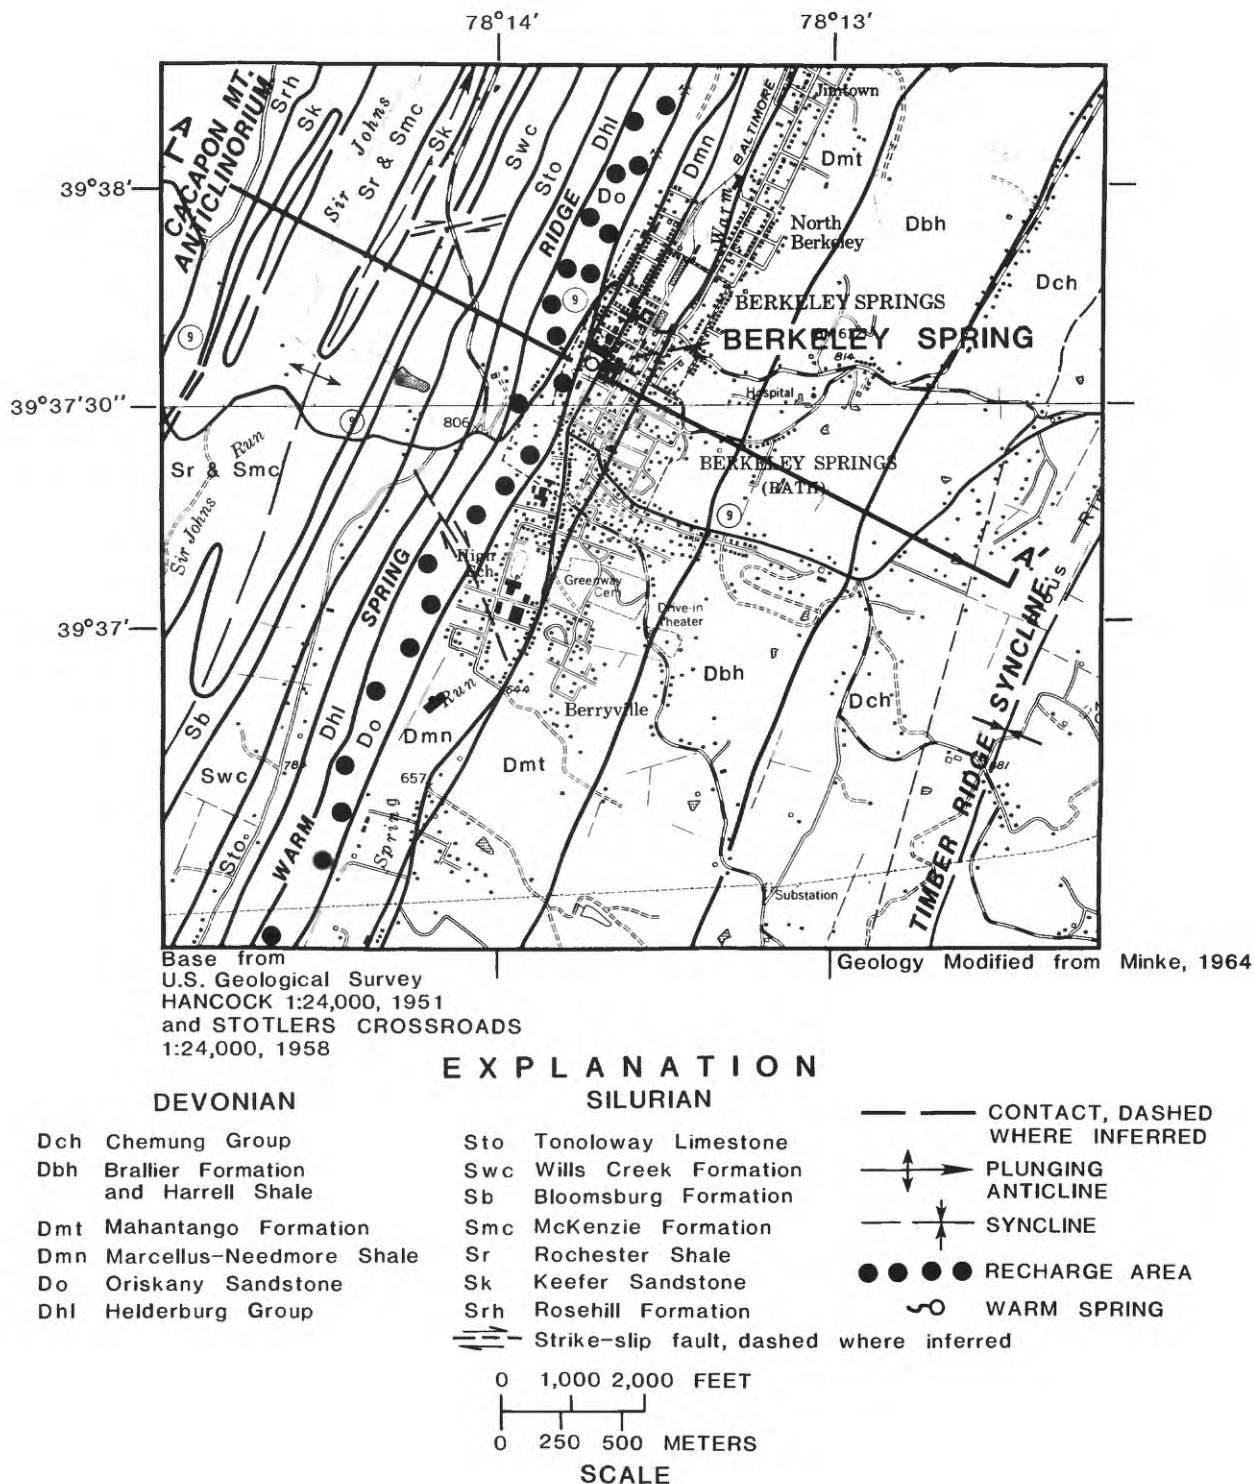 78°14'
78°13'
39°38'
39°37'30"
39°37'
A
CAPACON MT.
ANTICLINORIUM
Srh
Sk
Sir Johns
Sr & Smc
Sk
Swc
Sto
RIDGE
Dhl
Do
Dmn
BALTIMORE
Warm
Jimtown
Dmt
North
Berkeley
Dbh
Dch
BERKELEY SPRINGS
BERKELEY SPRING
814
Hospital
9
9
9
806
BERKELEY SPRINGS
(BATH)
9
Sr & Smc
Sir Johns Run
SPRING
High
Sch.
Greenway
Cem
Drive-in
Theater
A'
TIMBER RIDGE SYNCLINE
Dbh
Dch
Run
644
Berryville
Sb
Dhl
Do
Dmn
Dmt
Swc
784
657
681
Sto
WARM
Spring
Substation
Base from
U.S. Geological Survey
HANCOCK 1:24,000, 1951
and STOTLERS CROSSROADS
1:24,000, 1958
Geology Modified from Minke, 1964
EXPLANATION
DEVONIAN
Dch Chemung Group
Dbh Brallier Formation
and Harrell Shale
Dmt Mahantango Formation
Dmn Marcellus-Needmore Shale
Do Oriskany Sandstone
Dhl Helderburg Group
SILURIAN
Sto Tonoloway Limestone
Swc Wills Creek Formation
Sb Bloomsburg Formation
Smc McKenzie Formation
Sr Rochester Shale
Sk Keefer Sandstone
Srh Rosehill Formation
Strike-slip fault, dashed where inferred
CONTACT, DASHED
WHERE INFERRED
PLUNGING
ANTICLINE
SYNCLINE
RECHARGE AREA
WARM SPRING
0 1,000 2,000 FEET
0 250 500 METERS
SCALE